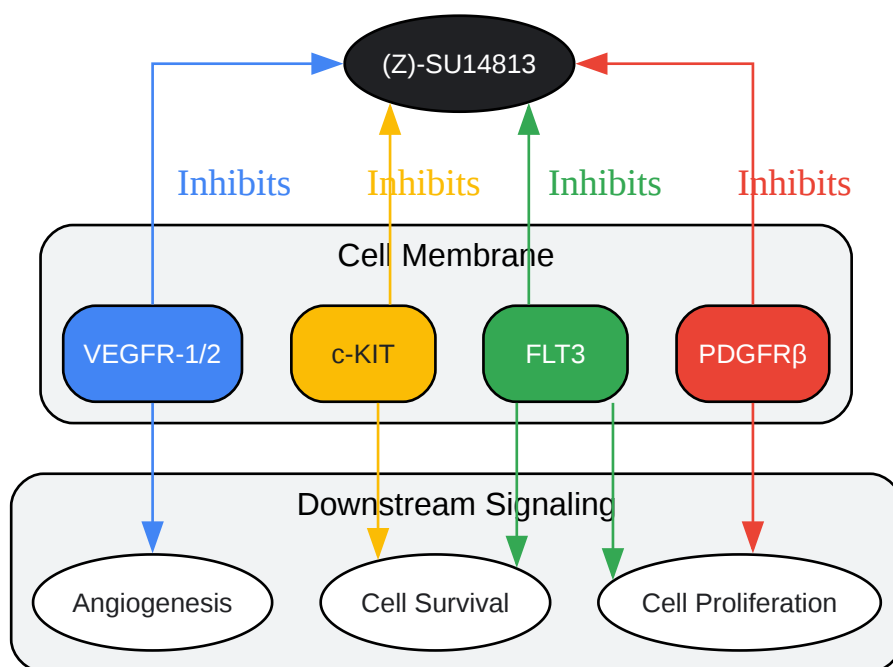 (Z)-SU14813
Inhibits Inhibits Inhibits Inhibits
Cell Membrane
VEGFR-1/2 c-KIT FLT3 PDGFRβ
Downstream Signaling
Angiogenesis Cell Survival Cell Proliferation